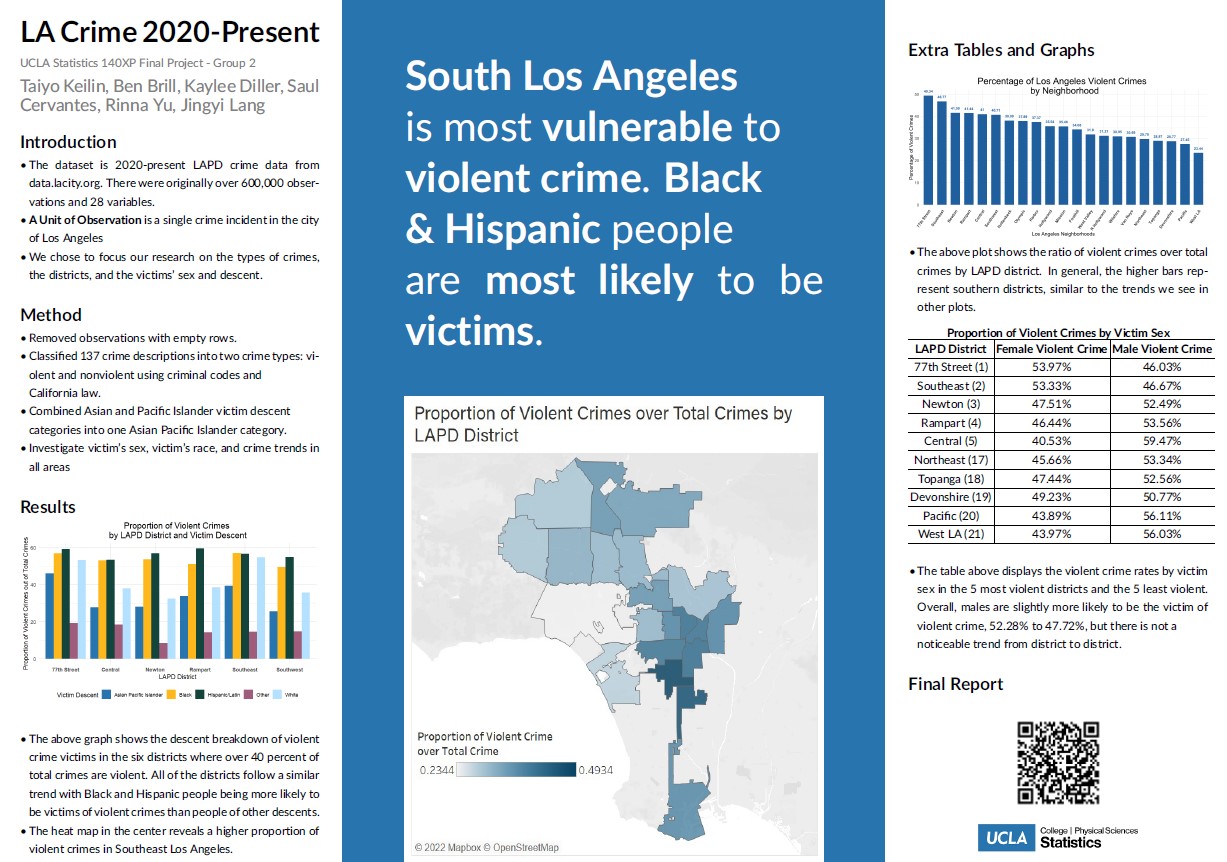 LA Crime 2020-Present
UCLA Statistics 140XP Final Project - Group 2
Taiyo Keilin, Ben Brill, Kaylee Diller, Saul
Cervantes, Rinna Yu, Jingyi Lang
Introduction
• The dataset is 2020-present LAPD crime data from
data.lacity.org. There were originally over 600,000 obser-
vations and 28 variables.
• A Unit of Observation is a single crime incident in the city
of Los Angeles
• We chose to focus our research on the types of crimes,
the districts, and the victims' sex and descent.
Method
• Removed observations with empty rows.
• Classified 137 crime descriptions into two crime types: vi-
olent and nonviolent using criminal codes and
California law.
• Combined Asian and Pacific Islander victim descent
categories into one Asian Pacific Islander category.
• Investigate victim's sex, victim's race, and crime trends in
all areas
Results
Proportion of Violent Crimes
by LAPD District and Victim Descent
Proportion of Violent Crimes out of Total Crimes
60
40
20
0
77th Street Central Newton Rampart Southeast Southwest
LAPD District
Victim Descent Asian Pacific Islander Black Hispanic/Latin Other White
• The above graph shows the descent breakdown of violent
crime victims in the six districts where over 40 percent of
total crimes are violent. All of the districts follow a similar
trend with Black and Hispanic people being more likely to
be victims of violent crimes than people of other descents.
• The heat map in the center reveals a higher proportion of
violent crimes in Southeast Los Angeles.
South Los Angeles
is most vulnerable to
violent crime. Black
& Hispanic people
are most likely to be
victims.
Proportion of Violent Crimes over Total Crimes by
LAPD District
Proportion of Violent Crime
over Total Crime
0.2344 0.4934
© 2022 Mapbox © OpenStreetMap
Extra Tables and Graphs
Percentage of Los Angeles Violent Crimes
by Neighborhood
Percentage of Violent Crimes
Los Angeles Neighborhoods
• The above plot shows the ratio of violent crimes over total
crimes by LAPD district. In general, the higher bars rep-
resent southern districts, similar to the trends we see in
other plots.
Proportion of Violent Crimes by Victim Sex
LAPD District Female Violent Crime Male Violent Crime
77th Street (1) 53.97% 46.03%
Southeast (2) 53.33% 46.67%
Newton (3) 47.51% 52.49%
Rampart (4) 46.44% 53.56%
Central (5) 40.53% 59.47%
Northeast (17) 45.66% 53.34%
Topanga (18) 47.44% 52.56%
Devonshire (19) 49.23% 50.77%
Pacific (20) 43.89% 56.11%
West LA (21) 43.97% 56.03%
• The table above displays the violent crime rates by victim
sex in the 5 most violent districts and the 5 least violent.
Overall, males are slightly more likely to be the victim of
violent crime, 52.28% to 47.72%, but there is not a
noticeable trend from district to district.
Final Report
UCLA College | Physical Sciences
Statistics